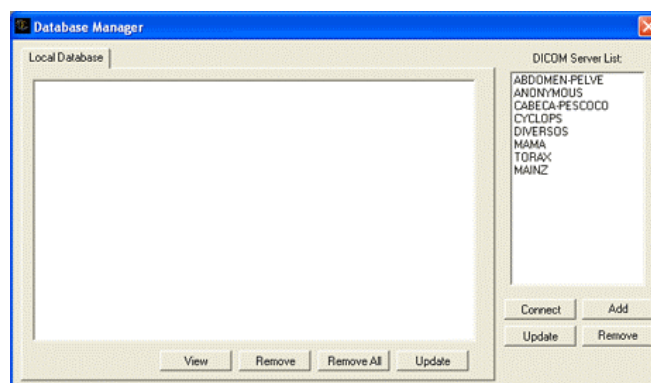 Database Manager
Local Database
DICOM Server List:
ABDOMEN-PELVE
ANONYMOUS
CABECA-PESCOCO
CYCLOPS
DIVERSOS
MAMA
TORAX
MAINZ
Connect Add
Update Remove
View Remove Remove All Update